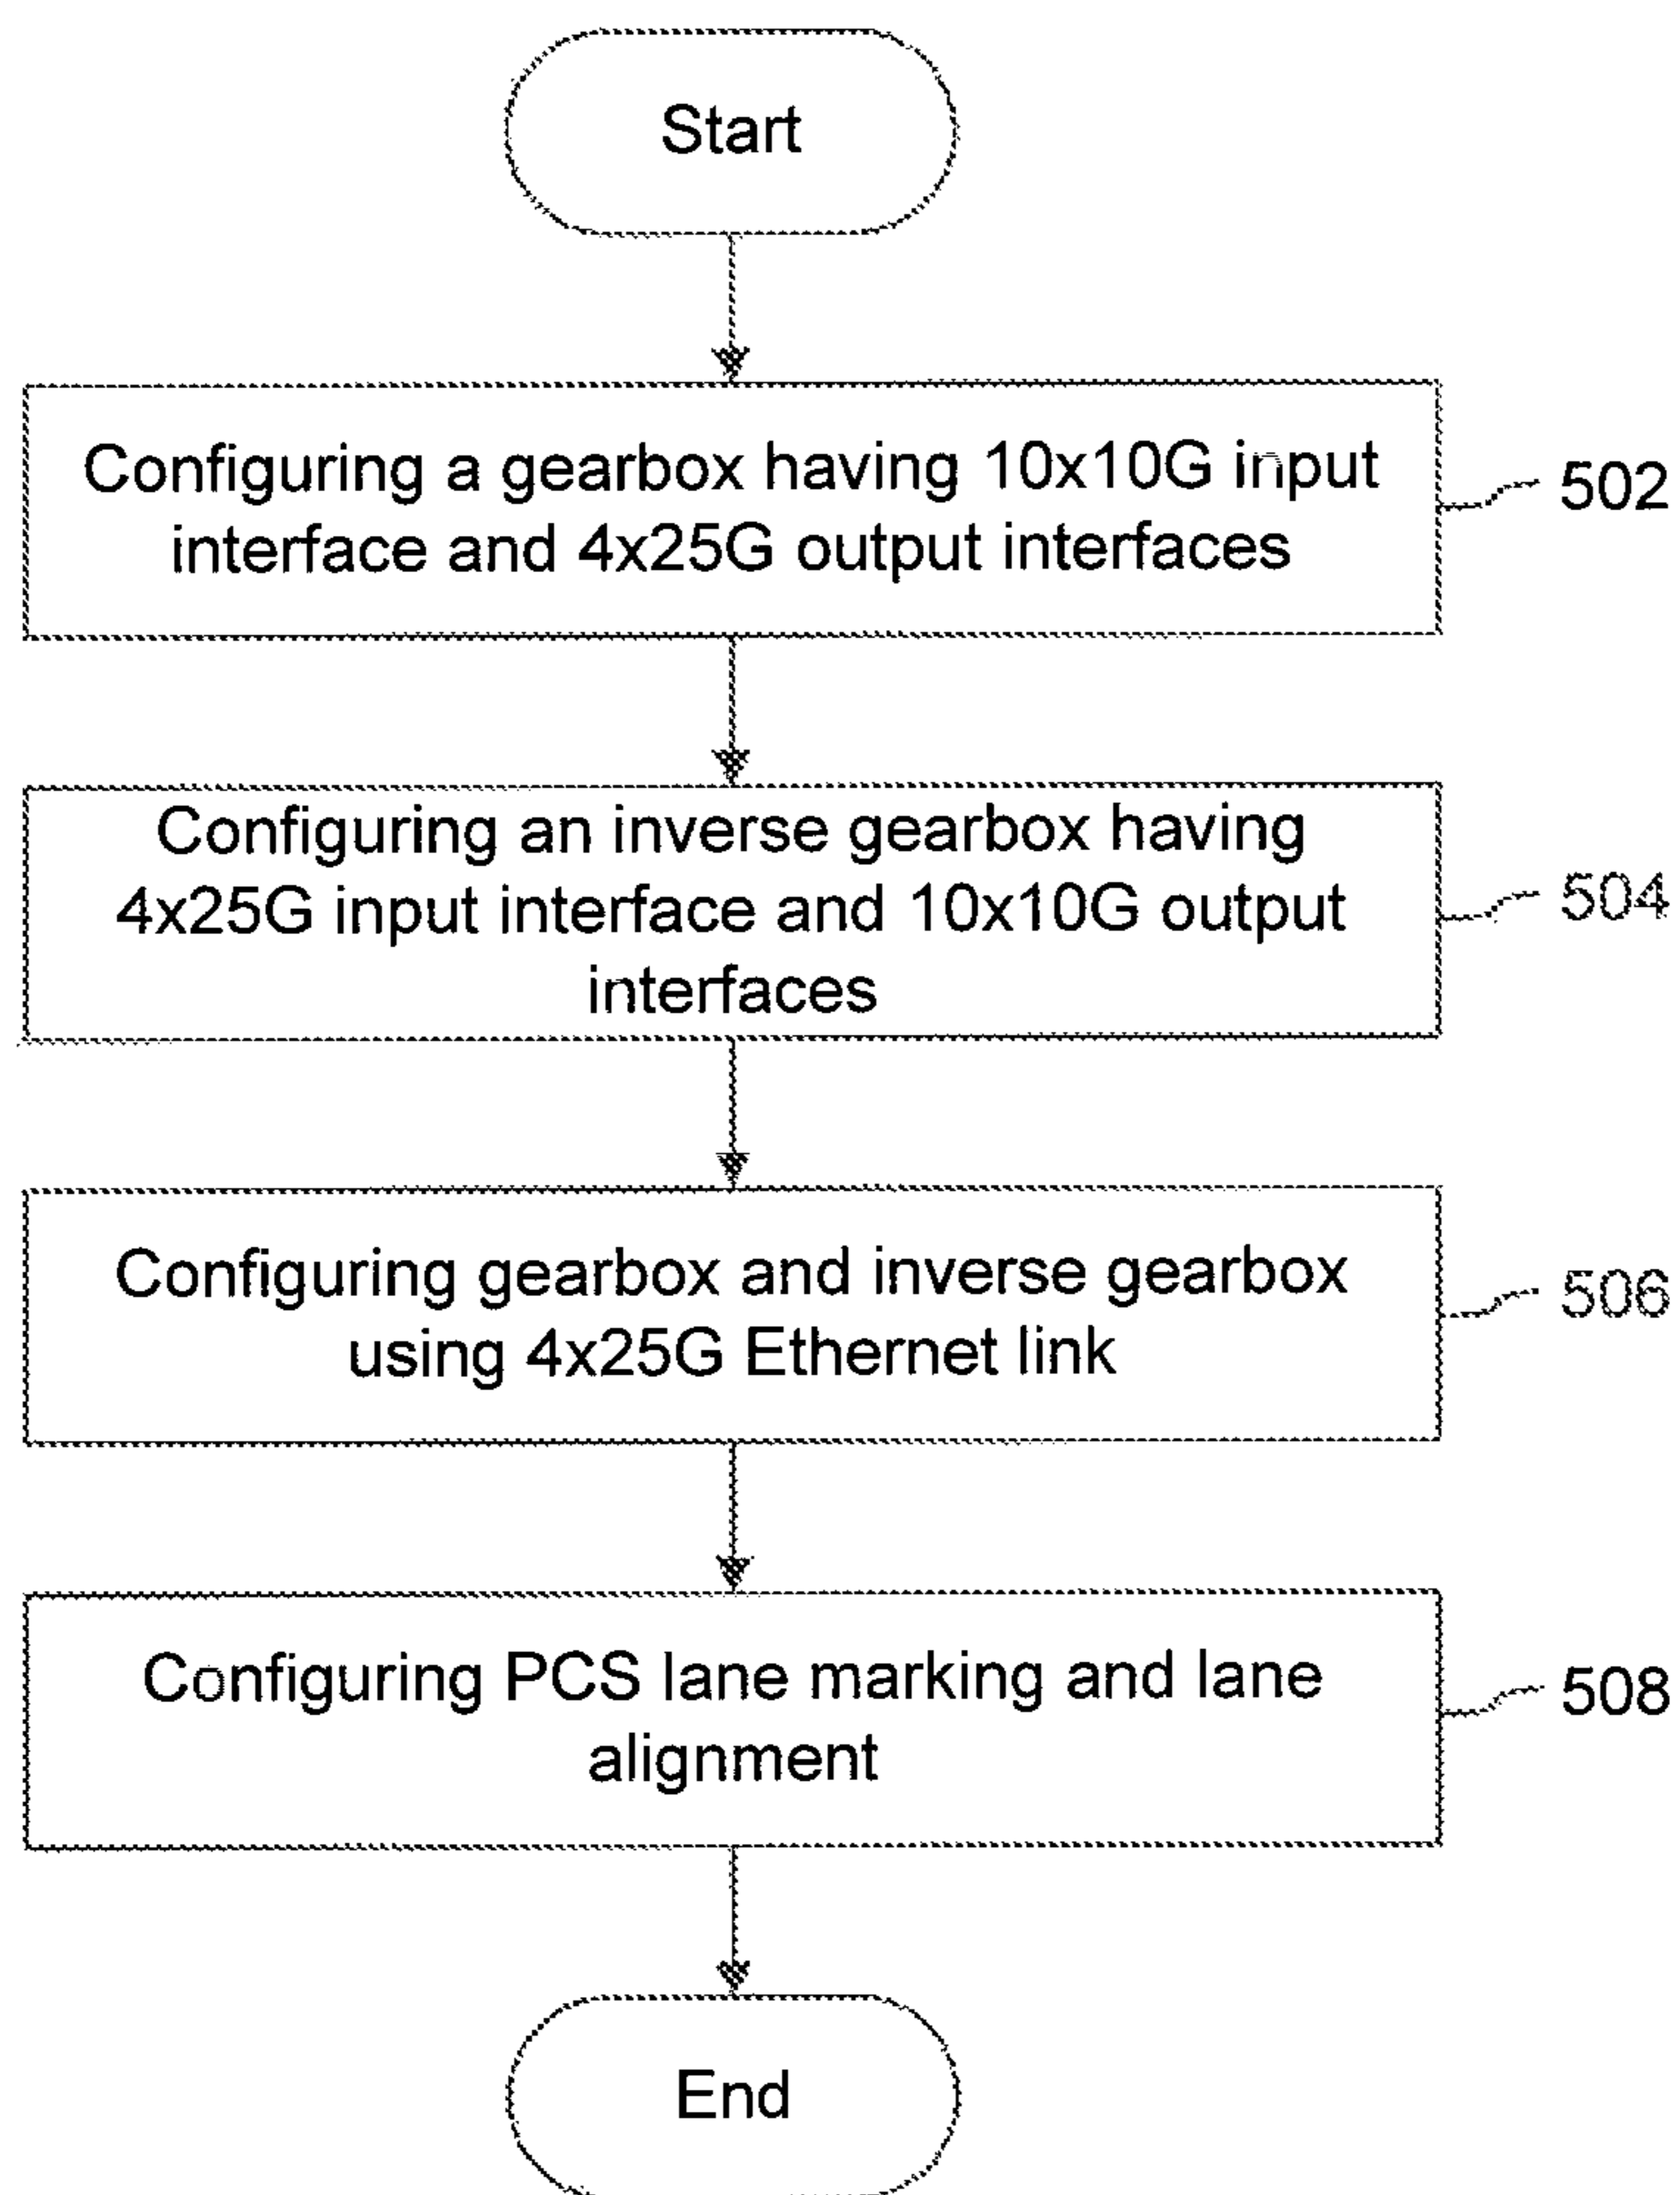 Start
Configuring a gearbox having 10x10G input
interface and 4x25G output interfaces
502
Configuring an inverse gearbox having
4x25G input interface and 10x10G output
interfaces
504
Configuring gearbox and inverse gearbox
using 4x25G Ethernet link
506
Configuring PCS lane marking and lane
alignment
508
End